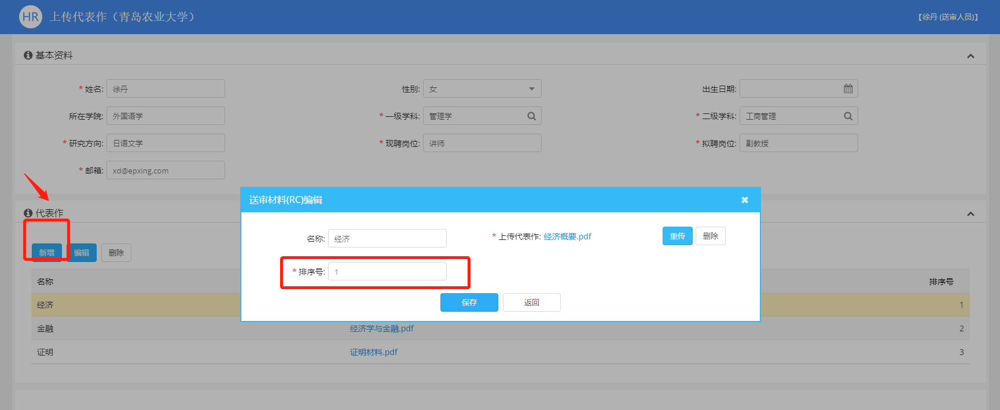 HR 上传代表作（青岛农业大学） 【徐丹 (送审人员)】
基本资料
* 姓名: 徐丹 性别: 女 出生日期:
所在学院: 外国语学 * 一级学科: 管理学 * 二级学科: 工商管理
* 研究方向: 日语文学 * 现聘岗位: 讲师 * 拟聘岗位: 副教授
* 邮箱: xd@epxing.com
送审材料(RC)编辑
代表作
名称: 经济 * 上传代表作: 经济概要.pdf 重传 删除
新增 编辑 删除
* 排序号: 1
名称 排序号
保存 返回
经济 1
金融 经济学与金融.pdf 2
证明 证明材料.pdf 3